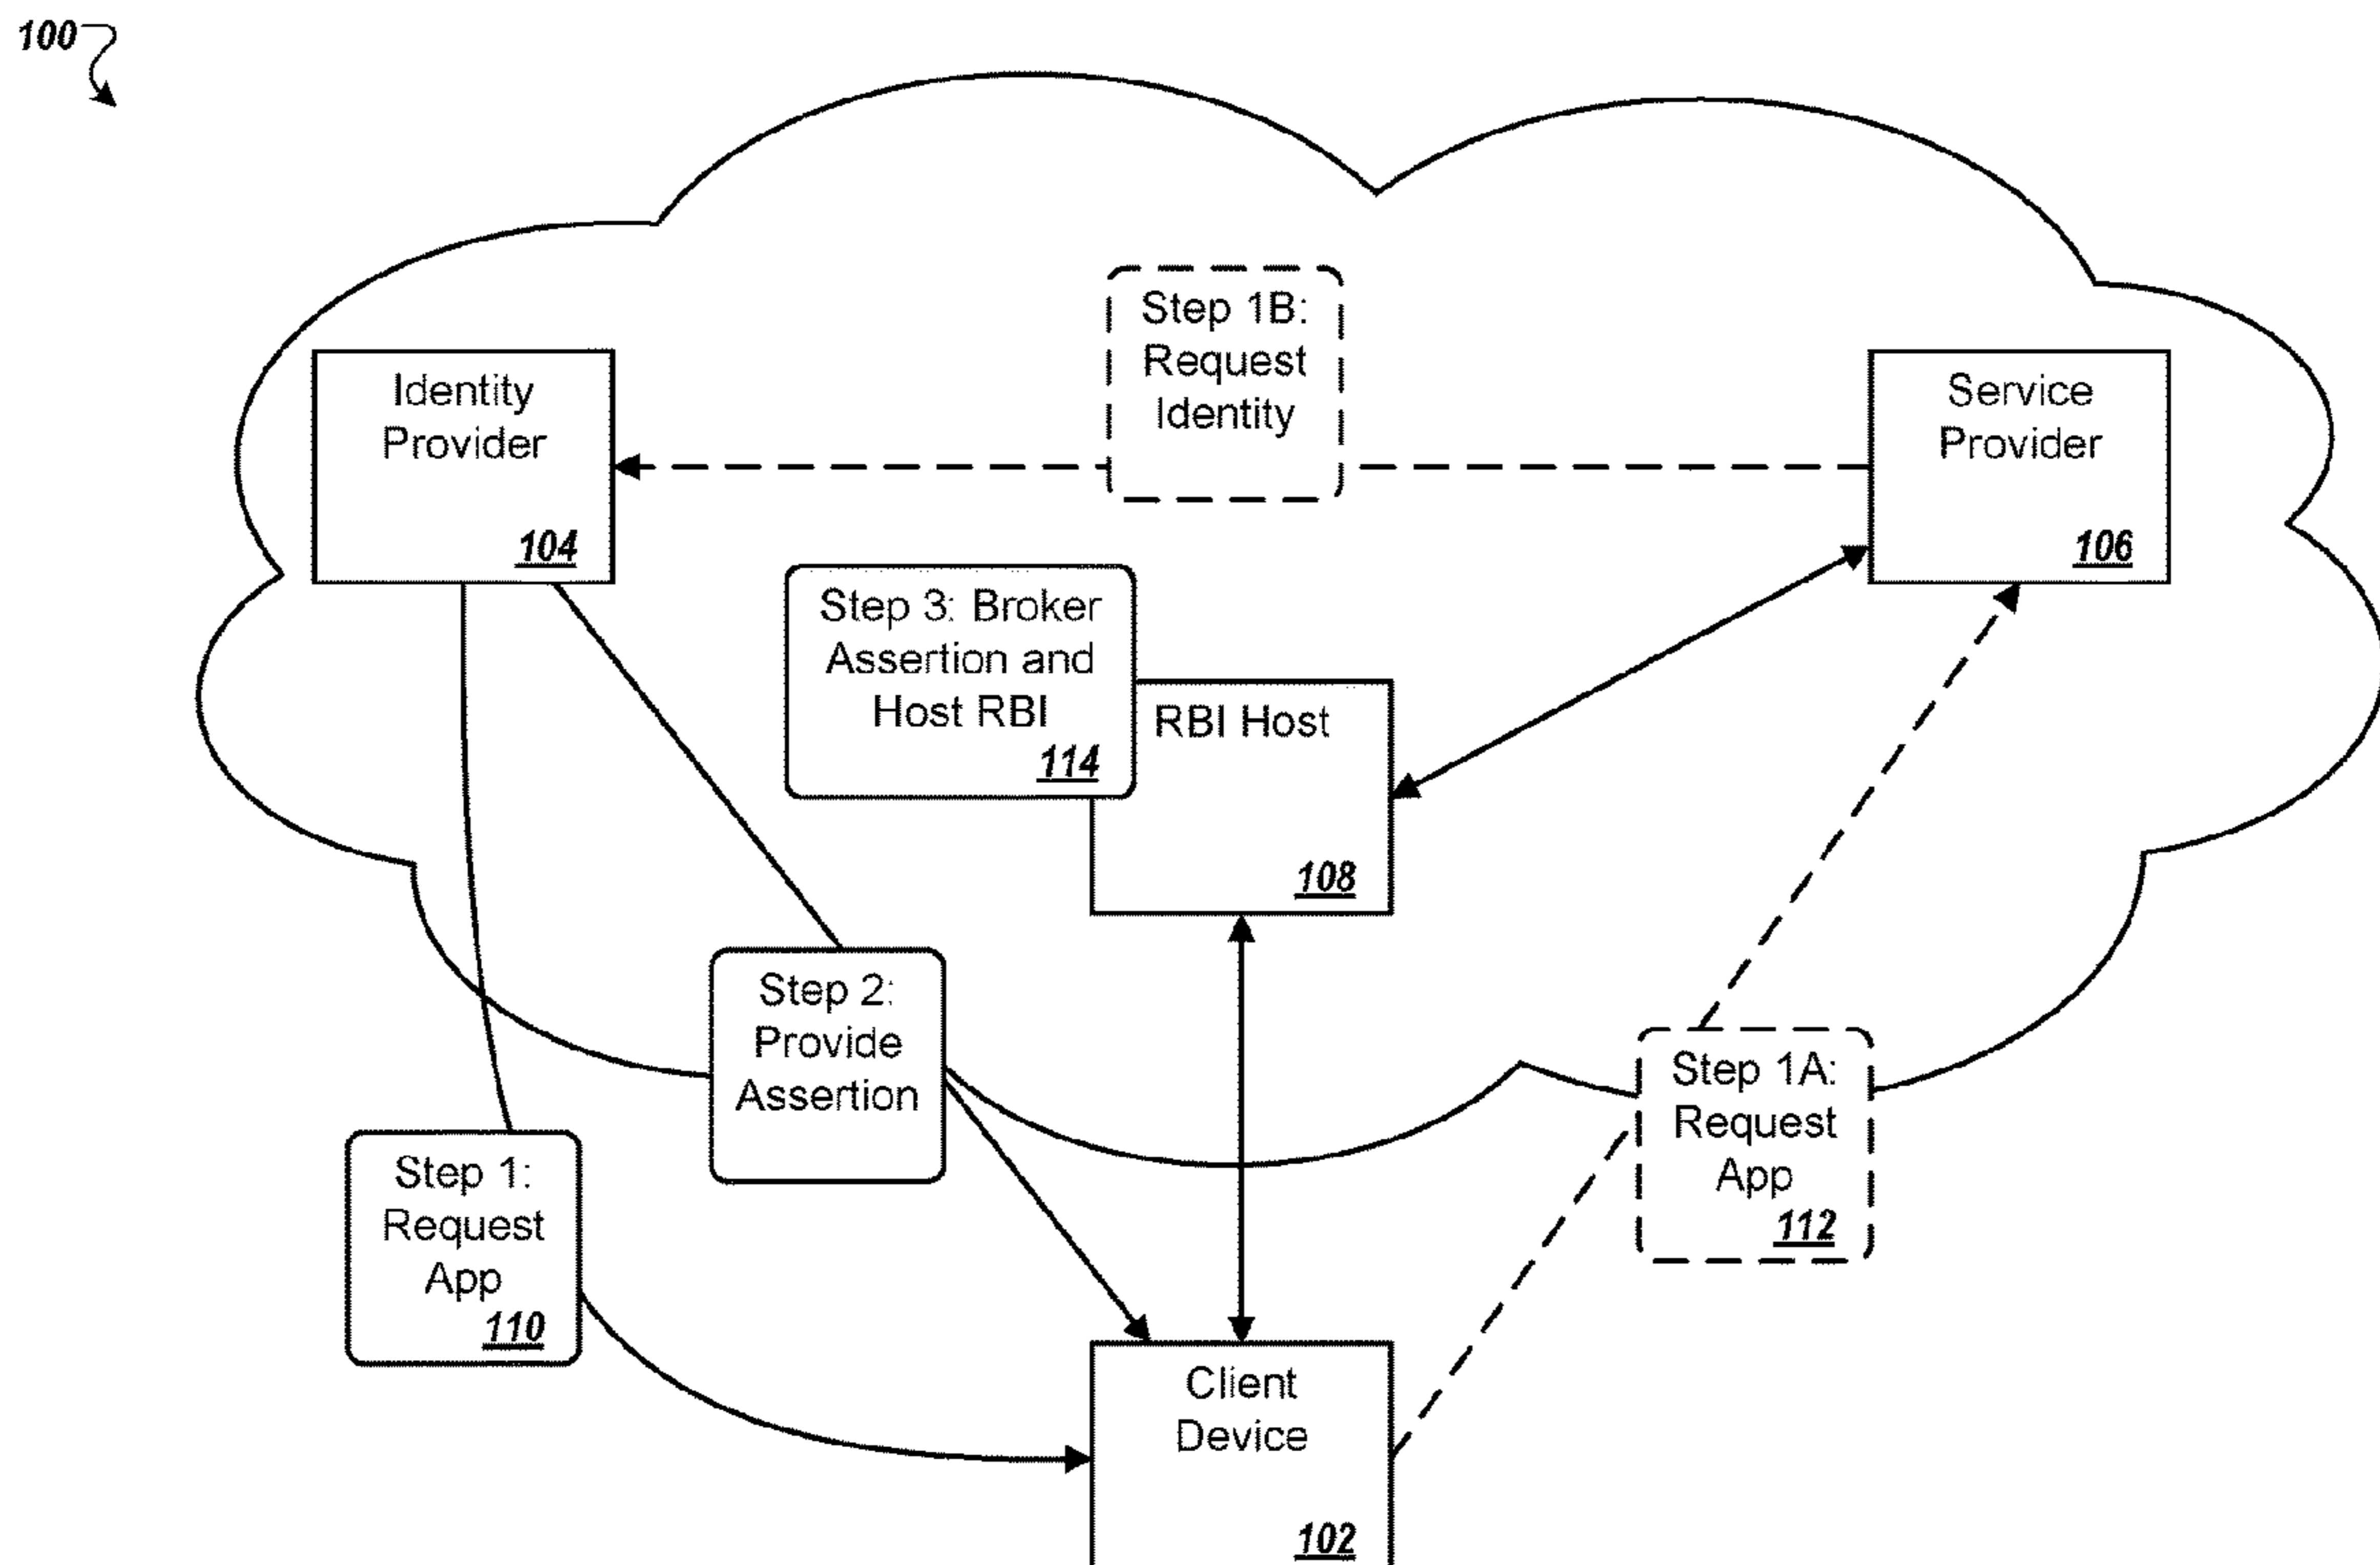 100
Step 1B:
Request
Identity
Identity
Provider
104
Service
Provider
106
Step 3: Broker
Assertion and
Host RBI
114
RBI Host
108
Step 2:
Provide
Assertion
Step 1A:
Request
App
112
Step 1:
Request
App
110
Client
Device
102